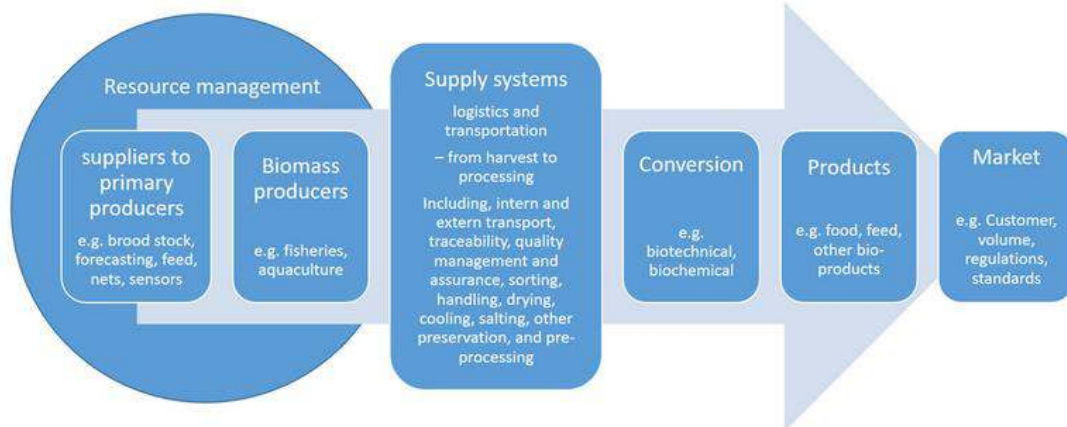 Resource management
suppliers to
primary
producers
e.g. brood stock,
forecasting, feed,
nets, sensors
Biomass
producers
e.g. fisheries,
aquaculture
Supply systems
logistics and
transportation
– from harvest to
processing
Including, intern and
extern transport,
traceability, quality
management and
assurance, sorting,
handling, drying,
cooling, salting, other
preservation, and pre-
processing
Conversion
e.g.
biotechnical,
biochemical
Products
e.g. food, feed,
other bio-
products
Market
e.g. Customer,
volume,
regulations,
standards